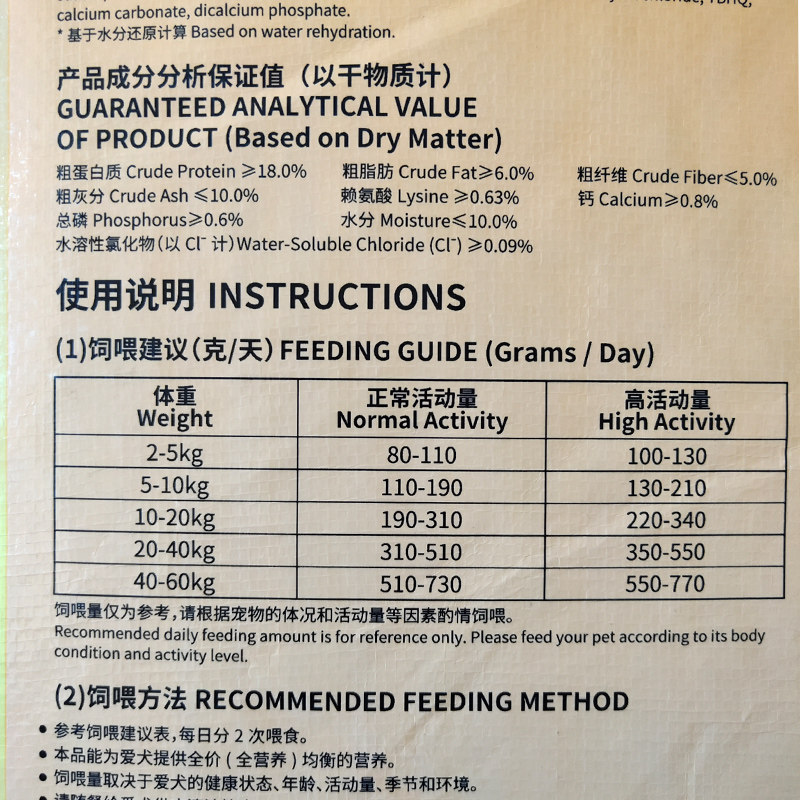 calcium carbonate, dicalcium phosphate.
* 基于水分还原计算 Based on water rehydration.
产品成分分析保证值（以干物质计）
GUARANTEED ANALYTICAL VALUE
OF PRODUCT (Based on Dry Matter)
粗蛋白质 Crude Protein ≥18.0% 粗脂肪 Crude Fat≥6.0% 粗纤维 Crude Fiber≤5.0%
粗灰分 Crude Ash ≤10.0% 赖氨酸 Lysine ≥0.63% 钙 Calcium≥0.8%
总磷 Phosphorus≥0.6% 水分 Moisture≤10.0%
水溶性氯化物（以 Cl⁻ 计）Water-Soluble Chloride (Cl⁻) ≥0.09%
使用说明 INSTRUCTIONS
(1)饲喂建议（克/天）FEEDING GUIDE (Grams / Day)
体重 正常活动量 高活动量
Weight Normal Activity High Activity
2-5kg 80-110 100-130
5-10kg 110-190 130-210
10-20kg 190-310 220-340
20-40kg 310-510 350-550
40-60kg 510-730 550-770
饲喂量仅为参考，请根据宠物的体况和活动量等因素酌情饲喂。
Recommended daily feeding amount is for reference only. Please feed your pet according to its body
condition and activity level.
(2)饲喂方法 RECOMMENDED FEEDING METHOD
● 参考饲喂建议表，每日分 2 次喂食。
● 本品能为爱犬提供全价 ( 全营养 ) 均衡的营养。
● 饲喂量取决于爱犬的健康状态、年龄、活动量、季节和环境。